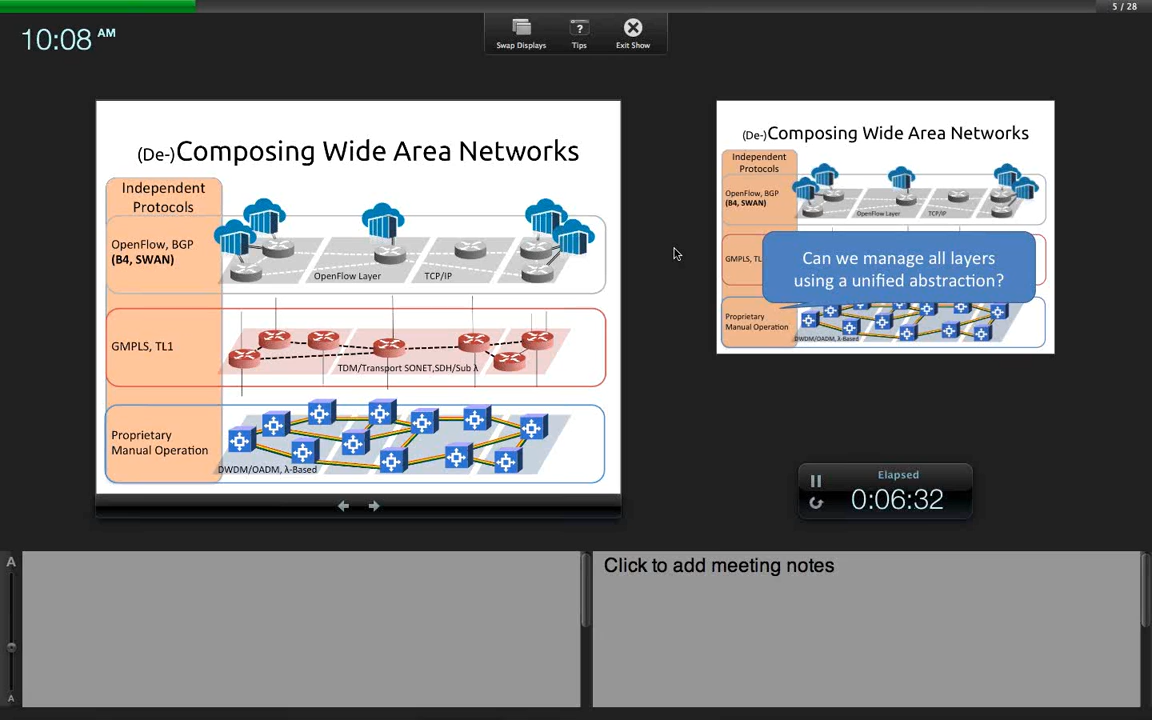 5 / 28
10:08 AM
Swap Displays
Tips
Exit Show
(De-)Composing Wide Area Networks
Independent
Protocols
OpenFlow, BGP
(B4, SWAN)
OpenFlow Layer
TCP/IP
GMPLS, TL1
TDM/Transport SONET,SDH/Sub λ
Proprietary
Manual Operation
DWDM/OADM, λ-Based
(De-)Composing Wide Area Networks
Independent
Protocols
OpenFlow, BGP
(B4, SWAN)
OpenFlow Layer
TCP/IP
GMPLS, TL
Can we manage all layers
using a unified abstraction?
Proprietary
Manual Operation
DWDM/OADM, λ-Based
Elapsed
0:06:32
A
A
Click to add meeting notes